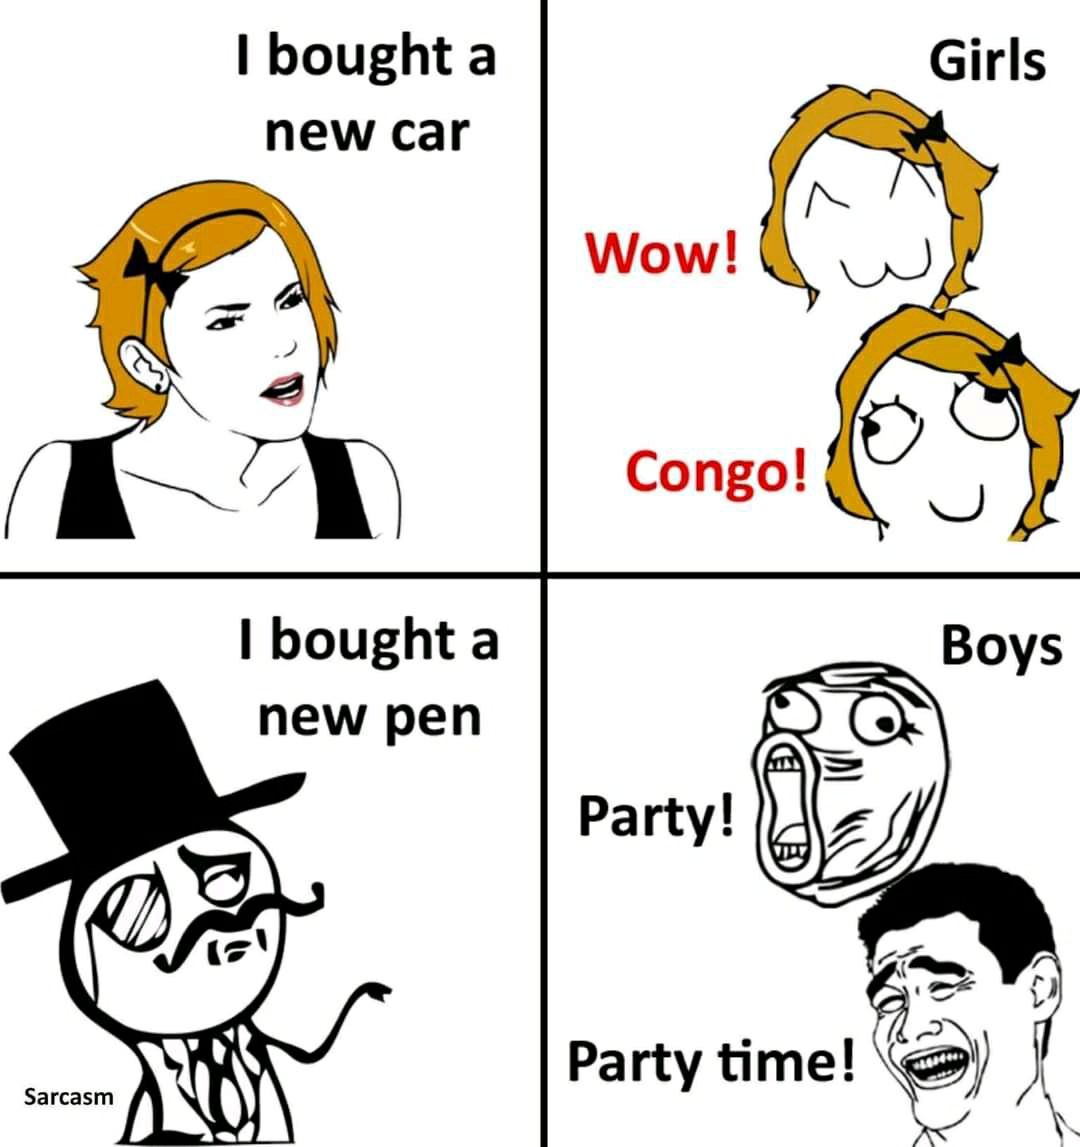 I bought a
new car
Girls
Wow!
Congo!
I bought a
new pen
Sarcasm
Boys
Party!
Party time!